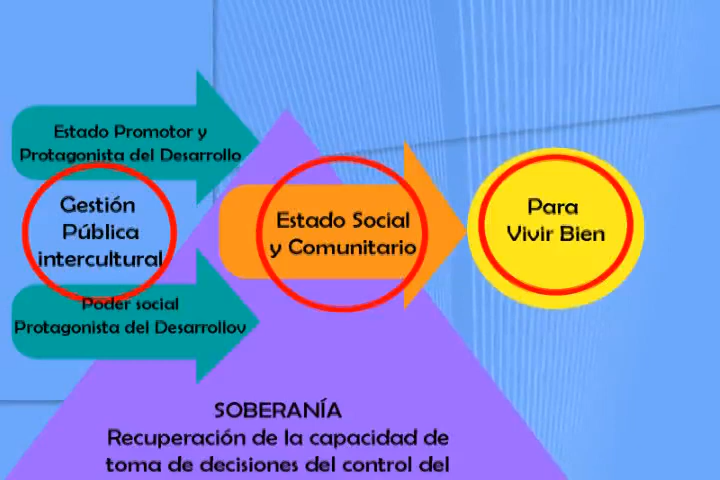 Estado Promotor y
Protagonista del Desarrollo
Gestión
Pública
intercultural
Poder social
Protagonista del Desarrollov
Estado Social
y Comunitario
Para
Vivir Bien
SOBERANÍA
Recuperación de la capacidad de
toma de decisiones del control del